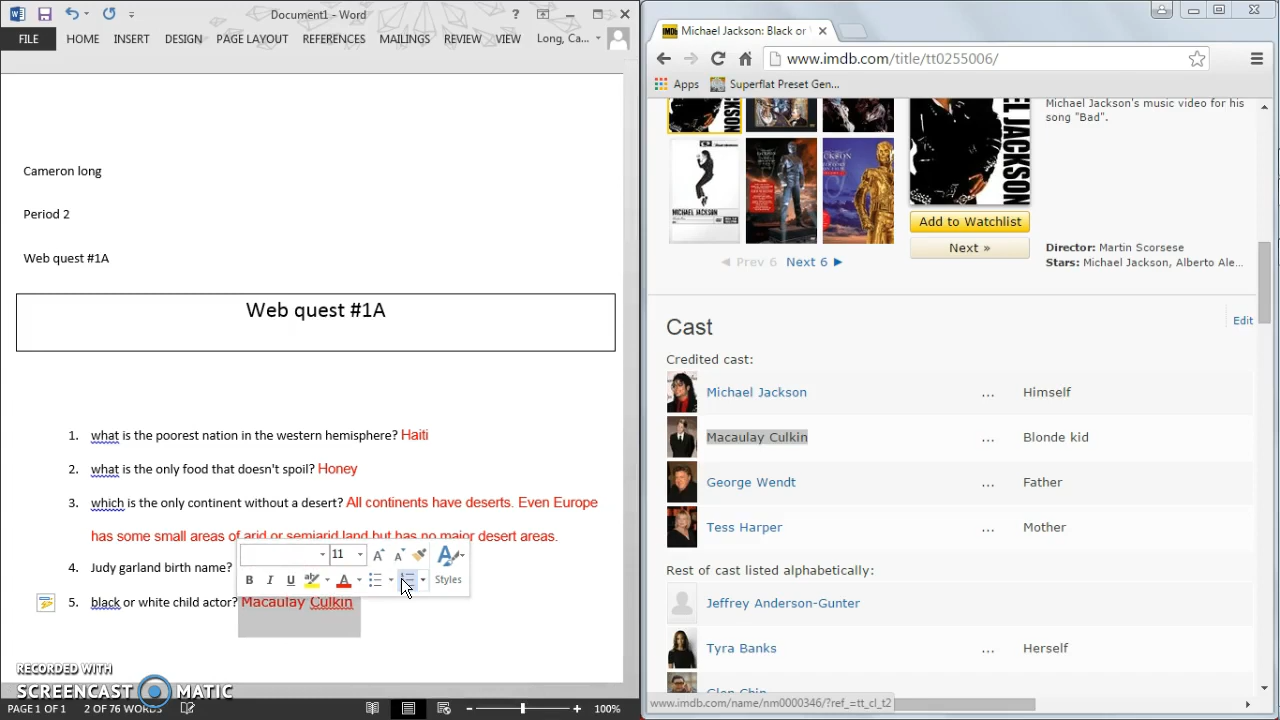 Document1 - Word
?
FILE
HOME
INSERT
DESIGN
PAGE LAYOUT
REFERENCES
MAILINGS
REVIEW
VIEW
Long, Ca...
Cameron long
Period 2
Web quest #1A
Web quest #1A
1. what is the poorest nation in the western hemisphere? Haiti
2. what is the only food that doesn't spoil? Honey
3. which is the only continent without a desert? All continents have deserts. Even Europe
has some small areas of arid or semiarid land but has no major desert areas.
4. Judy garland birth name?
11
B I U
A
Styles
5. black or white child actor? Macaulay Culkin
RECORDED WITH
SCREENCAST MATIC
PAGE 1 OF 1
2 OF 76 WORDS
100%
Michael Jackson: Black or
www.imdb.com/title/tt0255006/
Apps
Superflat Preset Gen...
Michael Jackson's music video for his
song "Bad".
MICHAEL JACKSON
Add to Watchlist
Next »
Prev 6
Next 6
Director: Martin Scorsese
Stars: Michael Jackson, Alberto Ale...
Cast
Edit
Credited cast:
Michael Jackson ... Himself
Macaulay Culkin ... Blonde kid
George Wendt ... Father
Tess Harper ... Mother
Rest of cast listed alphabetically:
Jeffrey Anderson-Gunter
Tyra Banks ... Herself
www.imdb.com/name/nm0000346/?ref_=tt_cl_t2